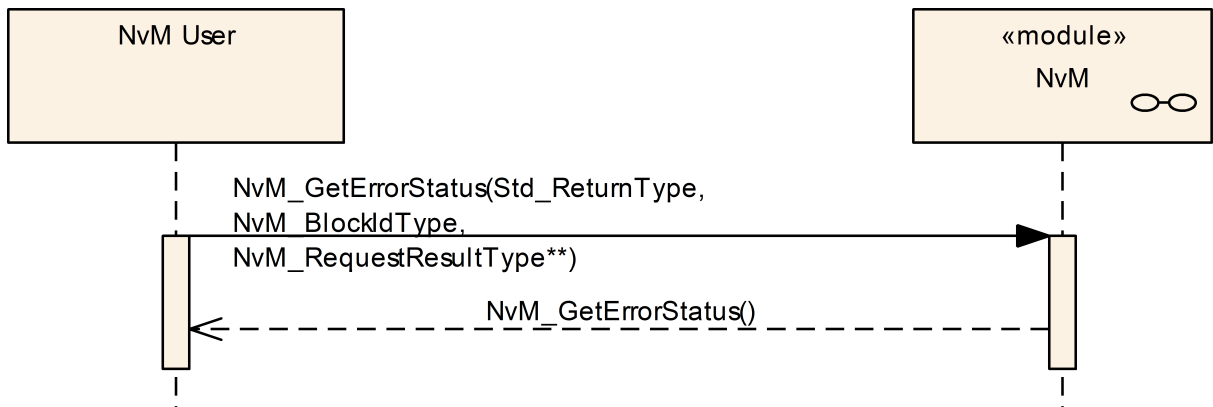 NvM User
«module»
NvM
NvM_GetErrorStatus(Std_ReturnType,
NvM_BlockIdType,
NvM_RequestResultType**)
NvM_GetErrorStatus()